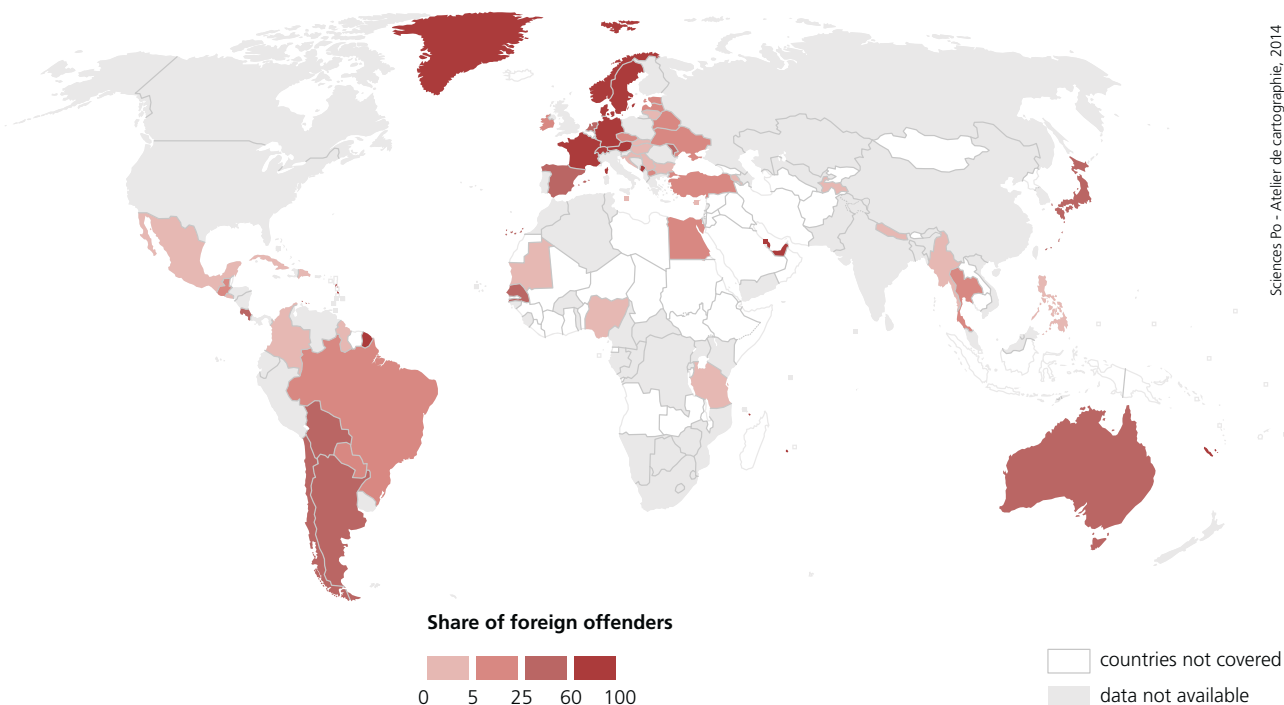 Sciences Po - Atelier de cartographie, 2014
Share of foreign offenders
0 5 25 60 100
countries not covered
data not available